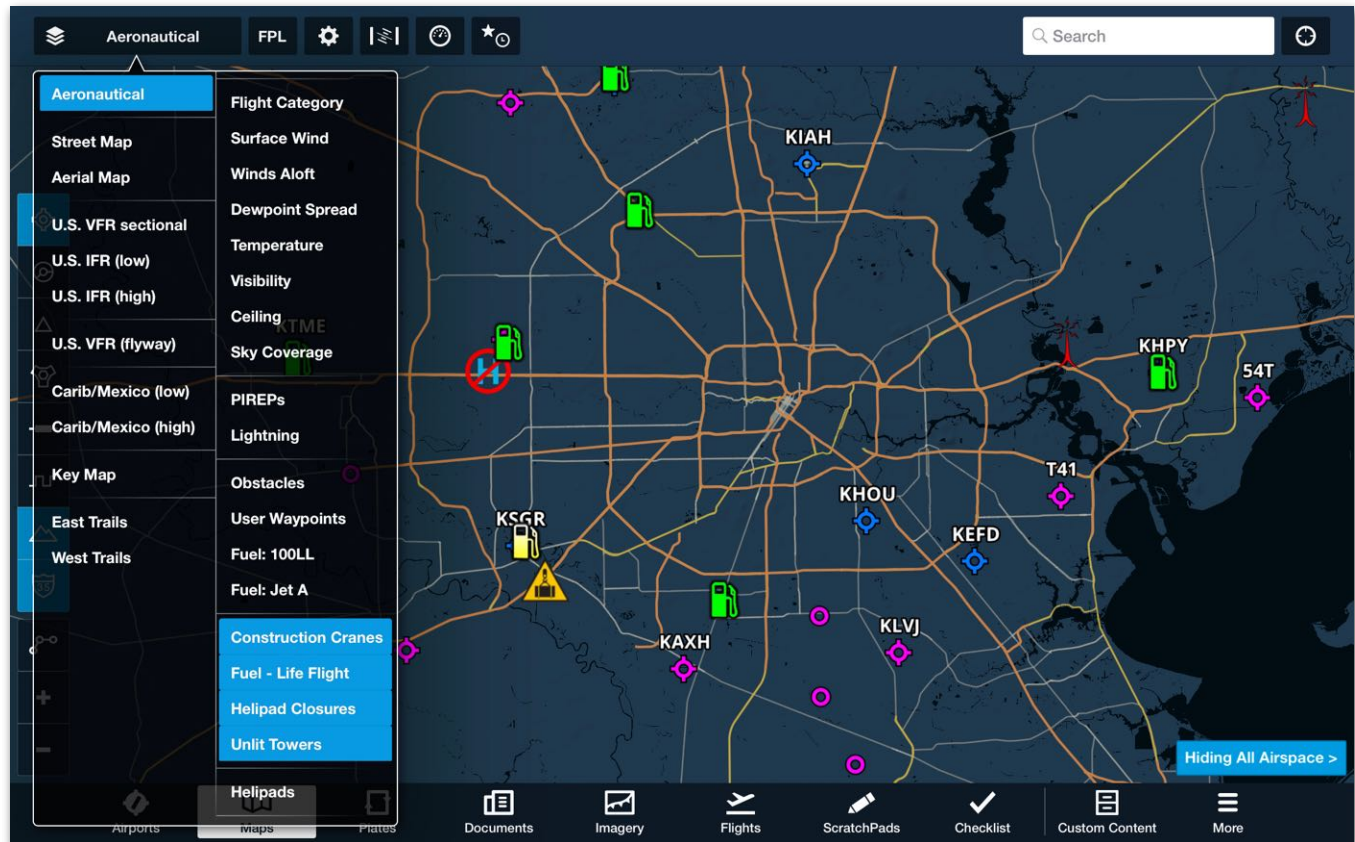 Aeronautical
FPL
Search
Aeronautical
Street Map
Aerial Map
U.S. VFR sectional
U.S. IFR (low)
U.S. IFR (high)
U.S. VFR (flyway)
Carib/Mexico (low)
Carib/Mexico (high)
Key Map
East Trails
West Trails
Flight Category
Surface Wind
Winds Aloft
Dewpoint Spread
Temperature
Visibility
Ceiling
Sky Coverage
PIREPs
Lightning
Obstacles
User Waypoints
Fuel: 100LL
Fuel: Jet A
Construction Cranes
Fuel - Life Flight
Helipad Closures
Unlit Towers
Helipads
KTME
KIAH
H
KHPY
54T
T41
KHOU
KSGR
KEFD
KLVJ
KAXH
Hiding All Airspace >
Airports
Maps
Plates
Documents
Imagery
Flights
ScratchPads
Checklist
Custom Content
More